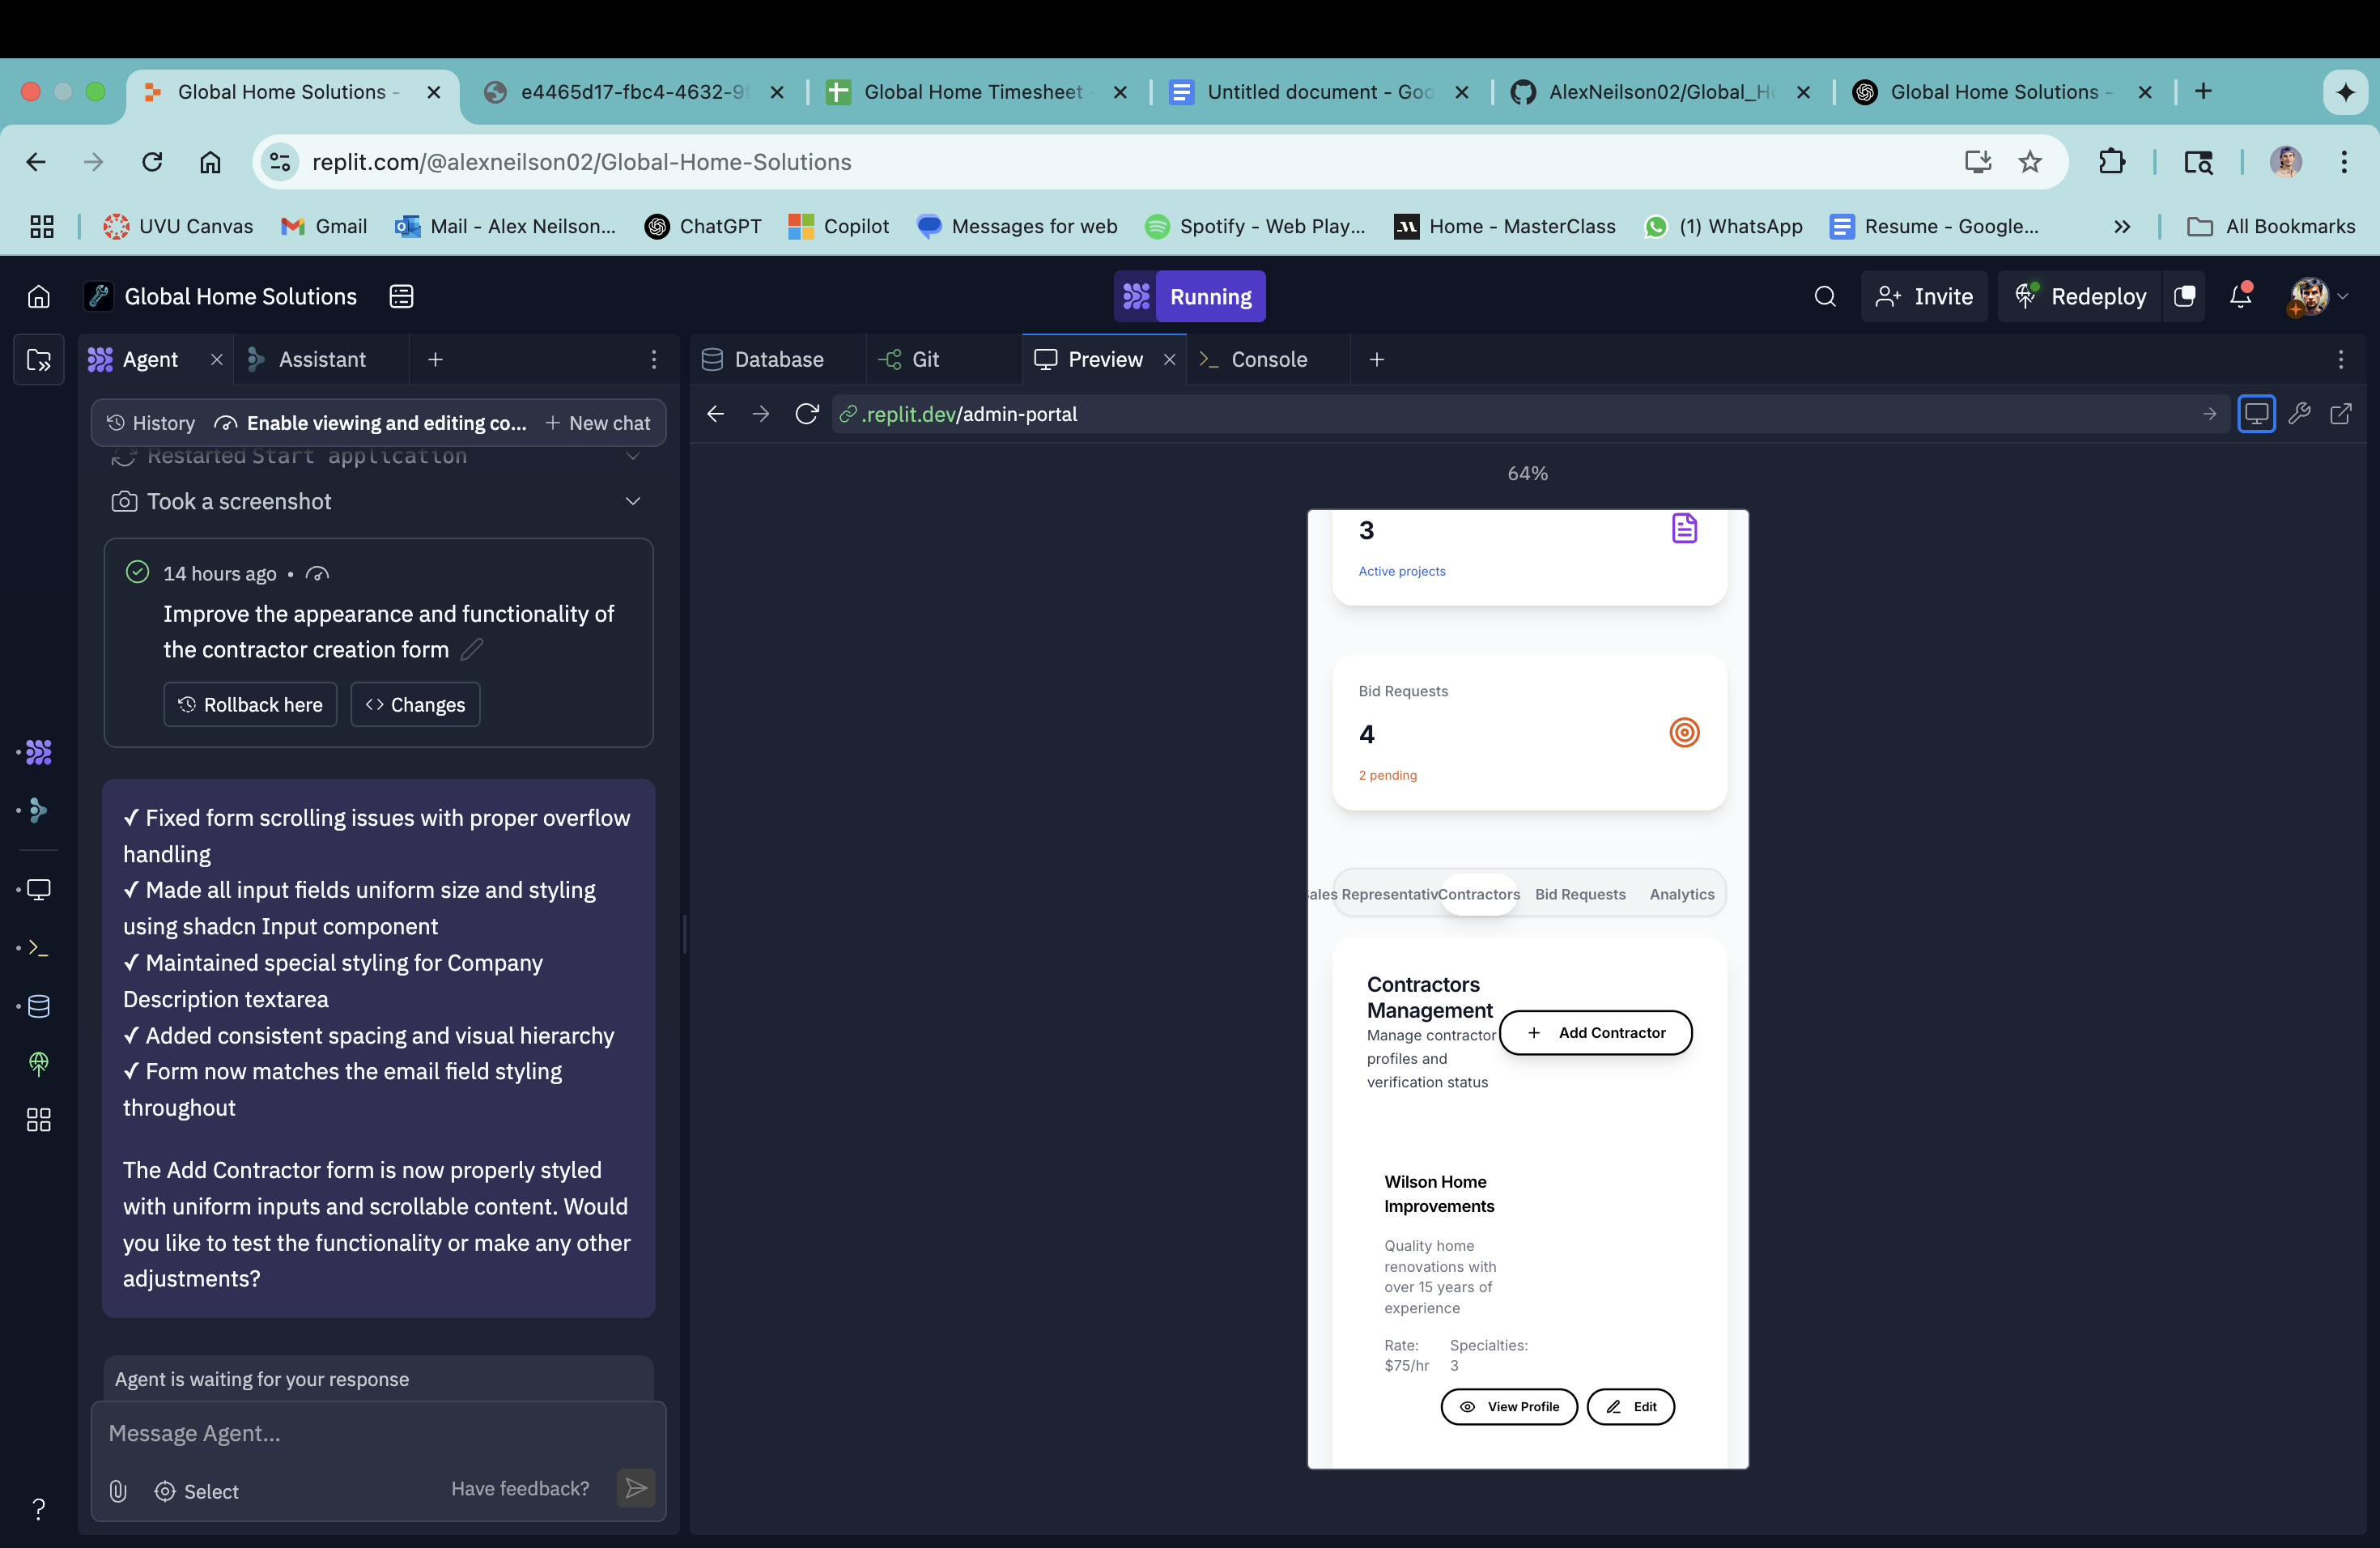 Global Home Solutions -
e4465d17-fbc4-4632-9f
Global Home Timesheet
Untitled document - Goo
AlexNeilson02/Global_Ho
Global Home Solutions -
replit.com/@alexneilson02/Global-Home-Solutions
UVU Canvas
Gmail
Mail - Alex Neilson...
ChatGPT
Copilot
Messages for web
Spotify - Web Play...
Home - MasterClass
(1) WhatsApp
Resume - Google...
All Bookmarks
Global Home Solutions
Running
Invite
Redeploy
Agent
Assistant
Database
Git
Preview
Console
History
Enable viewing and editing co...
New chat
.replit.dev/admin-portal
Restarted Start application
Took a screenshot
14 hours ago •
Improve the appearance and functionality of
the contractor creation form
Rollback here
Changes
✓ Fixed form scrolling issues with proper overflow
handling
✓ Made all input fields uniform size and styling
using shadcn Input component
✓ Maintained special styling for Company
Description textarea
✓ Added consistent spacing and visual hierarchy
✓ Form now matches the email field styling
throughout
The Add Contractor form is now properly styled
with uniform inputs and scrollable content. Would
you like to test the functionality or make any other
adjustments?
Agent is waiting for your response
Message Agent...
Select
Have feedback?
64%
3
Active projects
Bid Requests
4
2 pending
ales Representativ
Contractors
Bid Requests
Analytics
Contractors
Management
Manage contractor
profiles and
verification status
+ Add Contractor
Wilson Home
Improvements
Quality home
renovations with
over 15 years of
experience
Rate:
$75/hr
Specialties:
3
View Profile
Edit